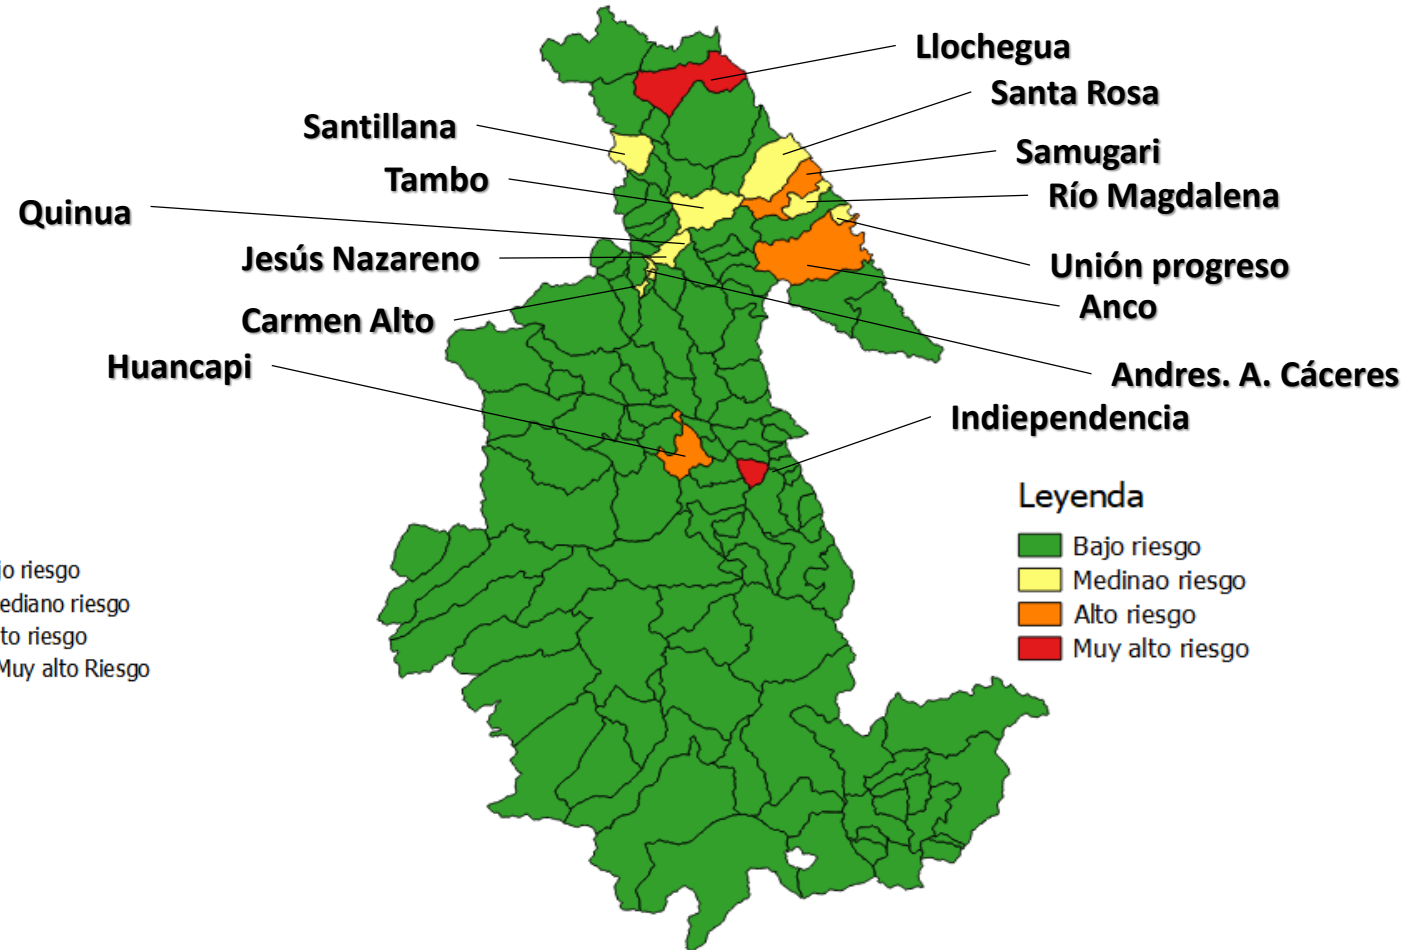 Llochegua
Santa Rosa
Santillana
Samugari
Tambo
Río Magdalena
Quinua
Jesús Nazareno
Unión progreso
Anco
Carmen Alto
Huancapi
Andres. A. Cáceres
Indiependencia
Leyenda
Bajo riesgo
Medinao riesgo
Alto riesgo
Muy alto riesgo
jo riesgo
ediano riesgo
to riesgo
Muy alto Riesgo